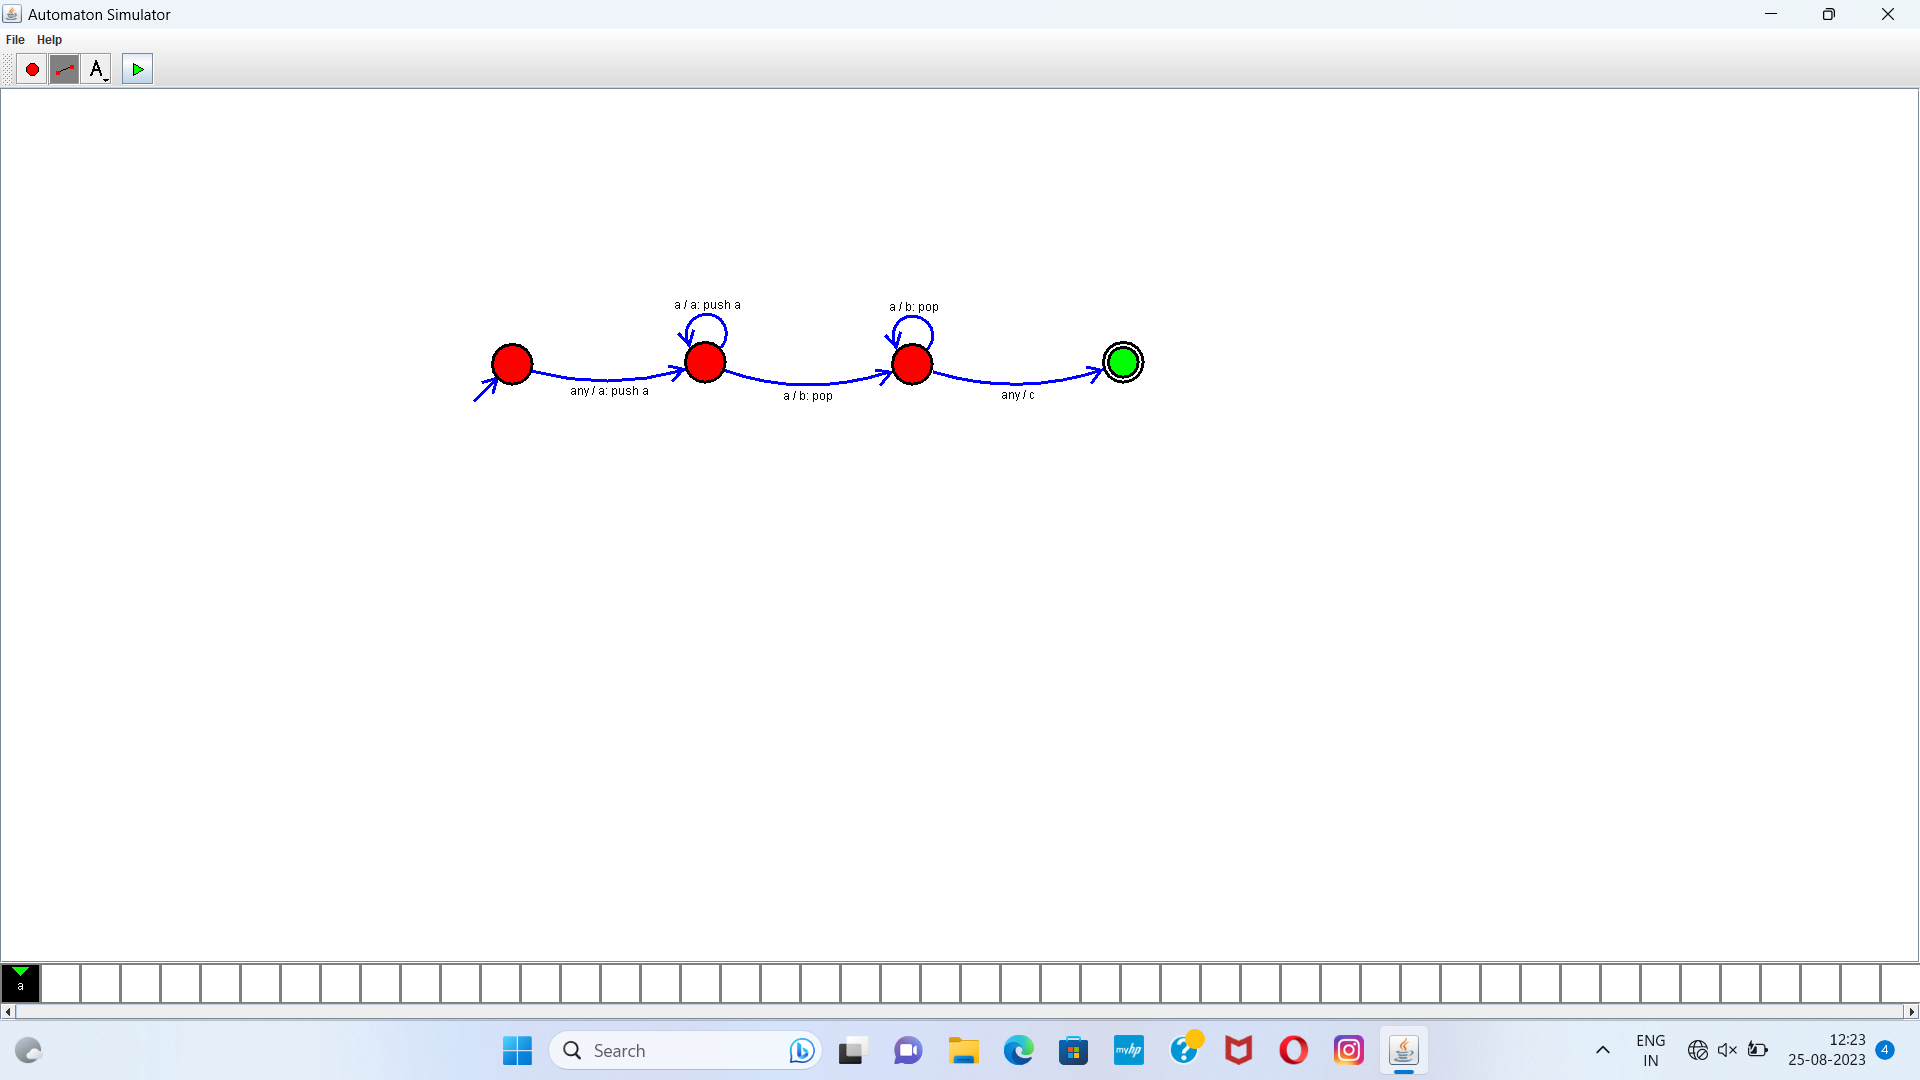 Automaton Simulator
File Help
A
a / a: push a
a / b: pop
any / a: push a
a / b: pop
any / c
a
Search
myhp
ENG
IN
12:23
25-08-2023
4